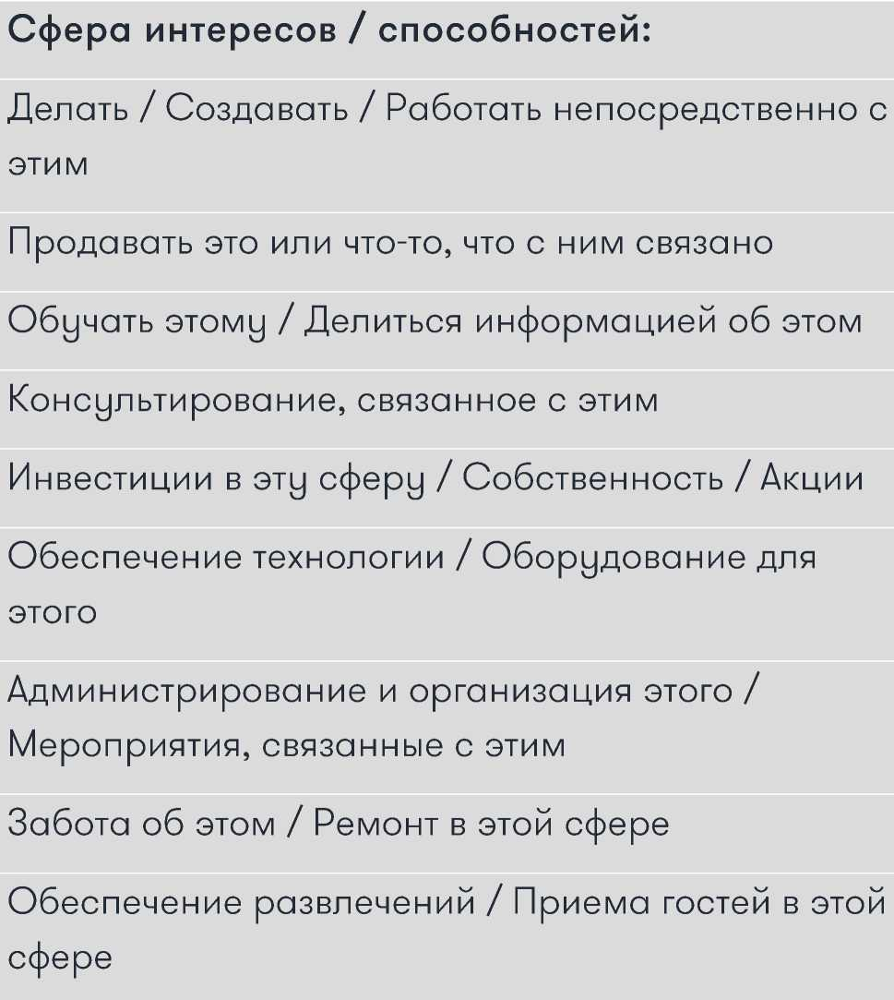 Сфера интересов / способностей:
Делать / Создавать / Работать непосредственно с
этим
Продавать это или что-то, что с ним связано
Обучать этому / Делиться информацией об этом
Консультирование, связанное с этим
Инвестиции в эту сферу / Собственность / Акции
Обеспечение технологии / Оборудование для
этого
Администрирование и организация этого /
Мероприятия, связанные с этим
Забота об этом / Ремонт в этой сфере
Обеспечение развлечений / Приема гостей в этой
сфере